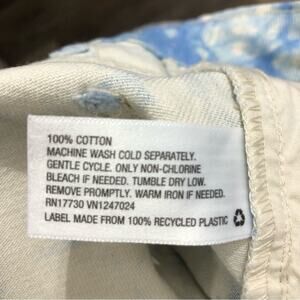 100% COTTON
MACHINE WASH COLD SEPARATELY.
GENTLE CYCLE. ONLY NON-CHLORINE
BLEACH IF NEEDED. TUMBLE DRY LOW.
REMOVE PROMPTLY. WARM IRON IF NEEDED.
RN17730 VN1247024
LABEL MADE FROM 100% RECYCLED PLASTIC